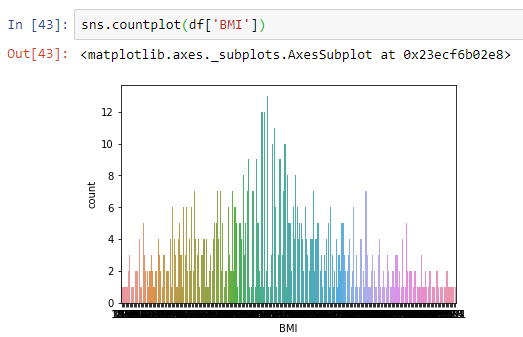 In [43]: sns.countplot(df['BMI'])
Out[43]: <matplotlib.axes._subplots.AxesSubplot at 0x23ecf6b02e8>
12
10
8
6
4
2
0
count
BMI